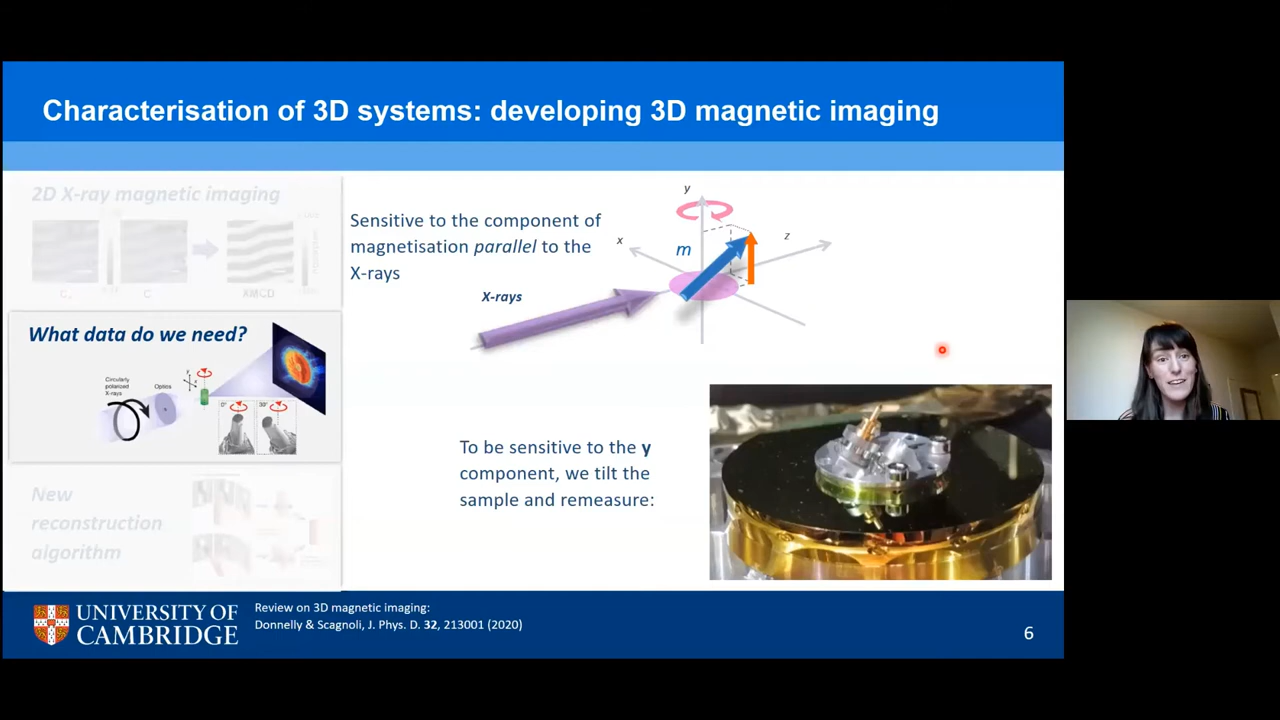 Characterisation of 3D systems: developing 3D magnetic imaging
2D X-ray magnetic imaging
XMCD
What data do we need?
Circularly
polarized
X-rays
Optics
0°
30°
New
reconstruction
algorithm
Sensitive to the component of
magnetisation parallel to the
X-rays
X-rays
y
x
z
m
To be sensitive to the y
component, we tilt the
sample and remeasure:
UNIVERSITY OF
CAMBRIDGE
Review on 3D magnetic imaging:
Donnelly & Scagnoli, J. Phys. D. 32, 213001 (2020)
6